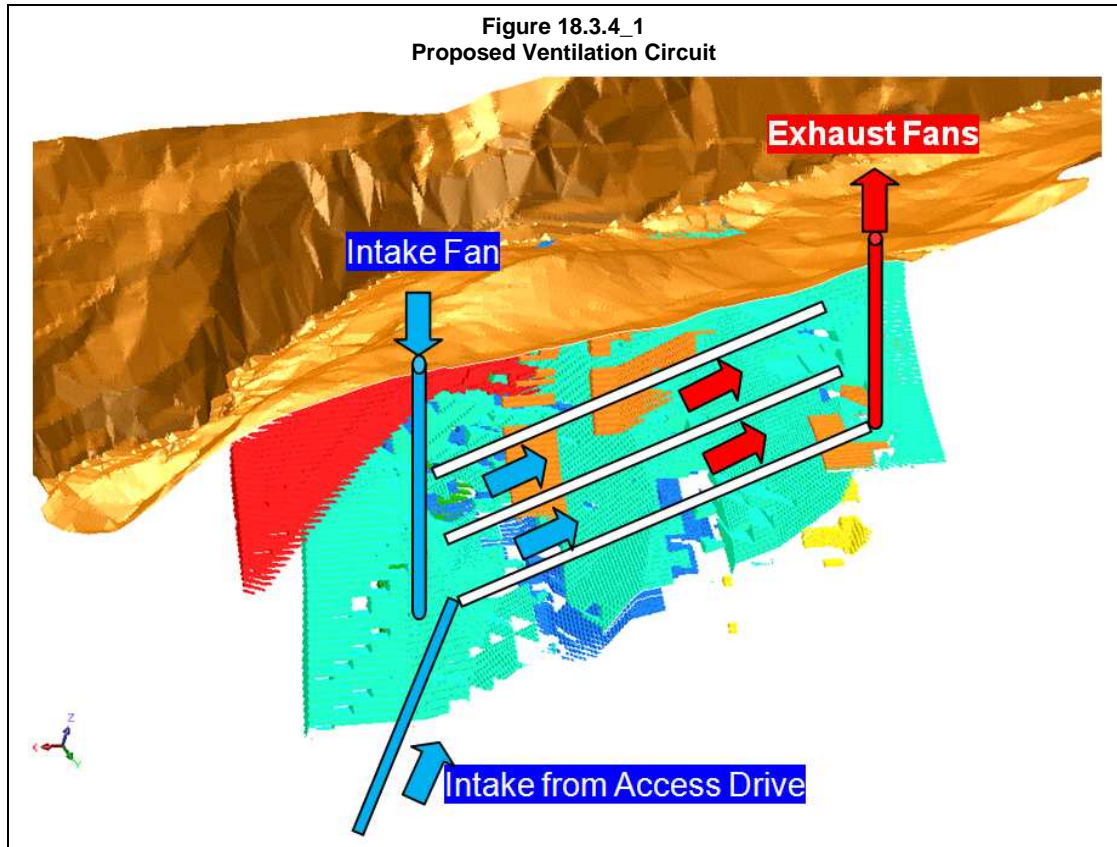 Figure 18.3.4_1
Proposed Ventilation Circuit
Exhaust Fans
Intake Fan
Intake from Access Drive
Z
X
Y